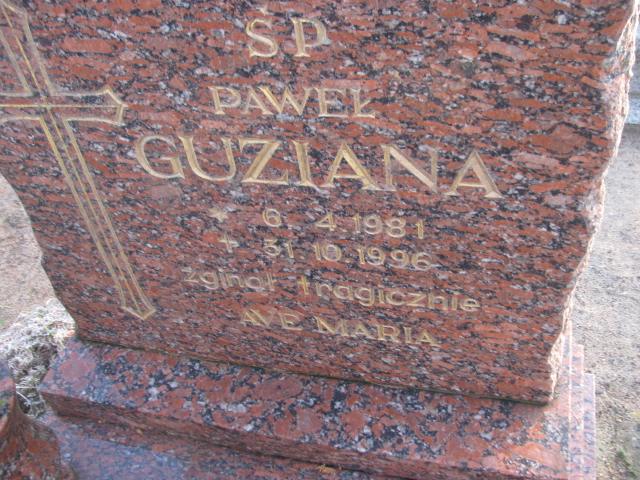 ŚP
PAWEŁ
GUZIANA
* 6. 4. 1981
+ 31. 10. 1996
zginął tragicznie
AVE MARIA